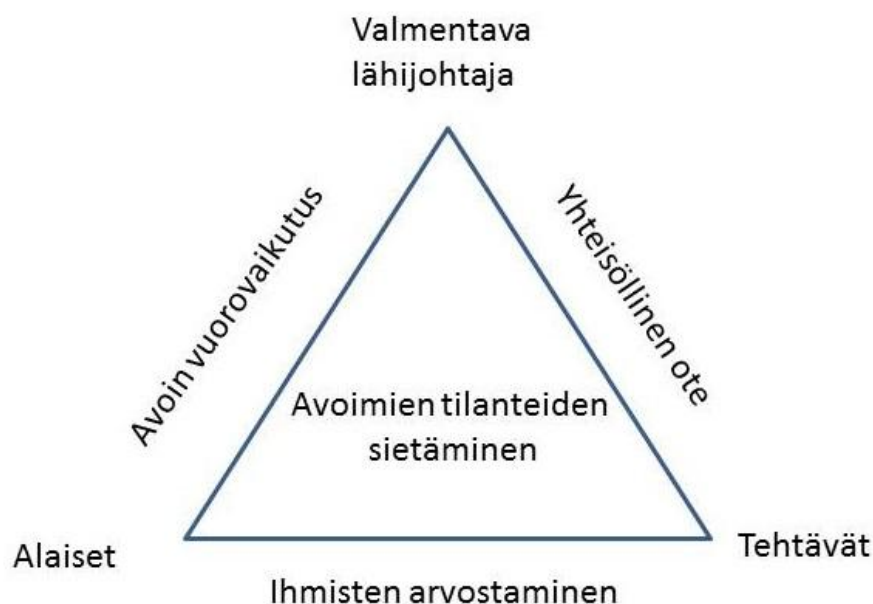 Valmentava
lähijohtaja
Avoin vuorovaikutus
Yhteisöllinen ote
Avoimien tilanteiden
sietäminen
Alaiset
Tehtävät
Ihmisten arvostaminen